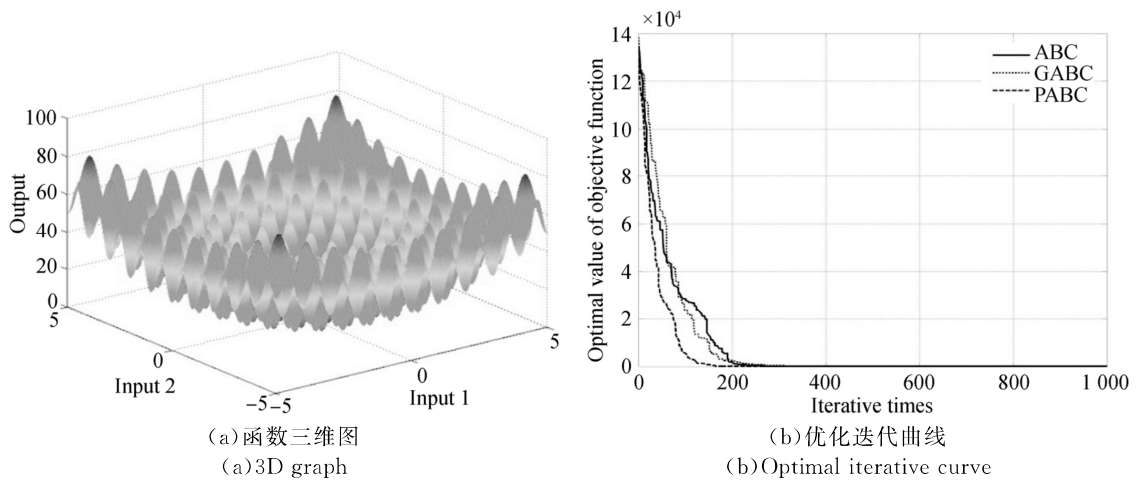 100
80
60
40
20
0
Output
5
0
-5
Input 2
-5
0
5
Input 1
(a)函数三维图
(a)3D graph
×10⁴
14
12
10
8
6
4
2
0
Optimal value of objective function
ABC
GABC
PABC
0 200 400 600 800 1 000
Iterative times
(b)优化迭代曲线
(b)Optimal iterative curve